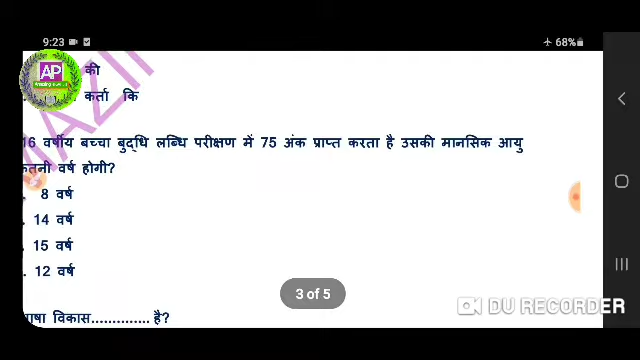 9:23
68%
AP
की
कर्ता कि
16 वर्षीय बच्चा बुद्धि लब्धि परीक्षण में 75 अंक प्राप्त करता है उसकी मानसिक आयु
कितनी वर्ष होगी?
. 8 वर्ष
. 14 वर्ष
. 15 वर्ष
. 12 वर्ष
3 of 5
DU RECORDER
भाषा विकास.............. है?